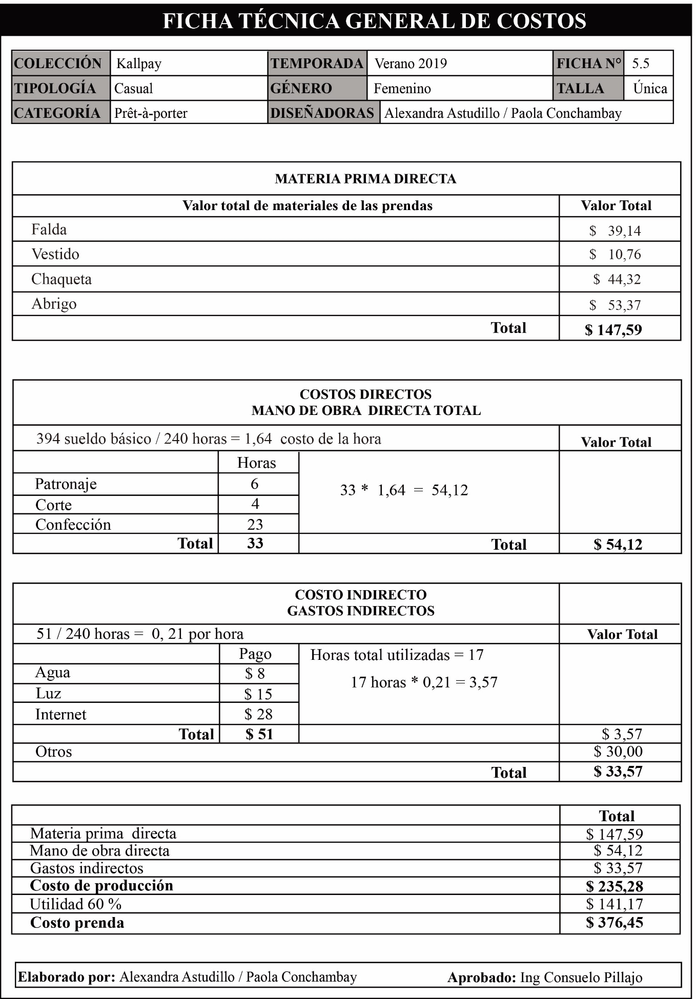 FICHA TÉCNICA GENERAL DE COSTOS
COLECCIÓN Kallpay TEMPORADA Verano 2019 FICHA N° 5.5
TIPOLOGÍA Casual GÉNERO Femenino TALLA Única
CATEGORÍA Prêt-à-porter DISEÑADORAS Alexandra Astudillo / Paola Conchambay
MATERIA PRIMA DIRECTA
Valor total de materiales de las prendas Valor Total
Falda $ 39,14
Vestido $ 10,76
Chaqueta $ 44,32
Abrigo $ 53,37
Total $ 147,59
COSTOS DIRECTOS
MANO DE OBRA DIRECTA TOTAL
394 sueldo básico / 240 horas = 1,64 costo de la hora Valor Total
Horas
Patronaje 6 33 * 1,64 = 54,12
Corte 4
Confección 23
Total 33 Total $ 54,12
COSTO INDIRECTO
GASTOS INDIRECTOS
51 / 240 horas = 0, 21 por hora Valor Total
Pago Horas total utilizadas = 17
Agua $ 8 17 horas * 0,21 = 3,57
Luz $ 15
Internet $ 28
Total $ 51 $ 3,57
Otros $ 30,00
Total $ 33,57
Total
Materia prima directa $ 147,59
Mano de obra directa $ 54,12
Gastos indirectos $ 33,57
Costo de producción $ 235,28
Utilidad 60 % $ 141,17
Costo prenda $ 376,45
Elaborado por: Alexandra Astudillo / Paola Conchambay Aprobado: Ing Consuelo Pillajo